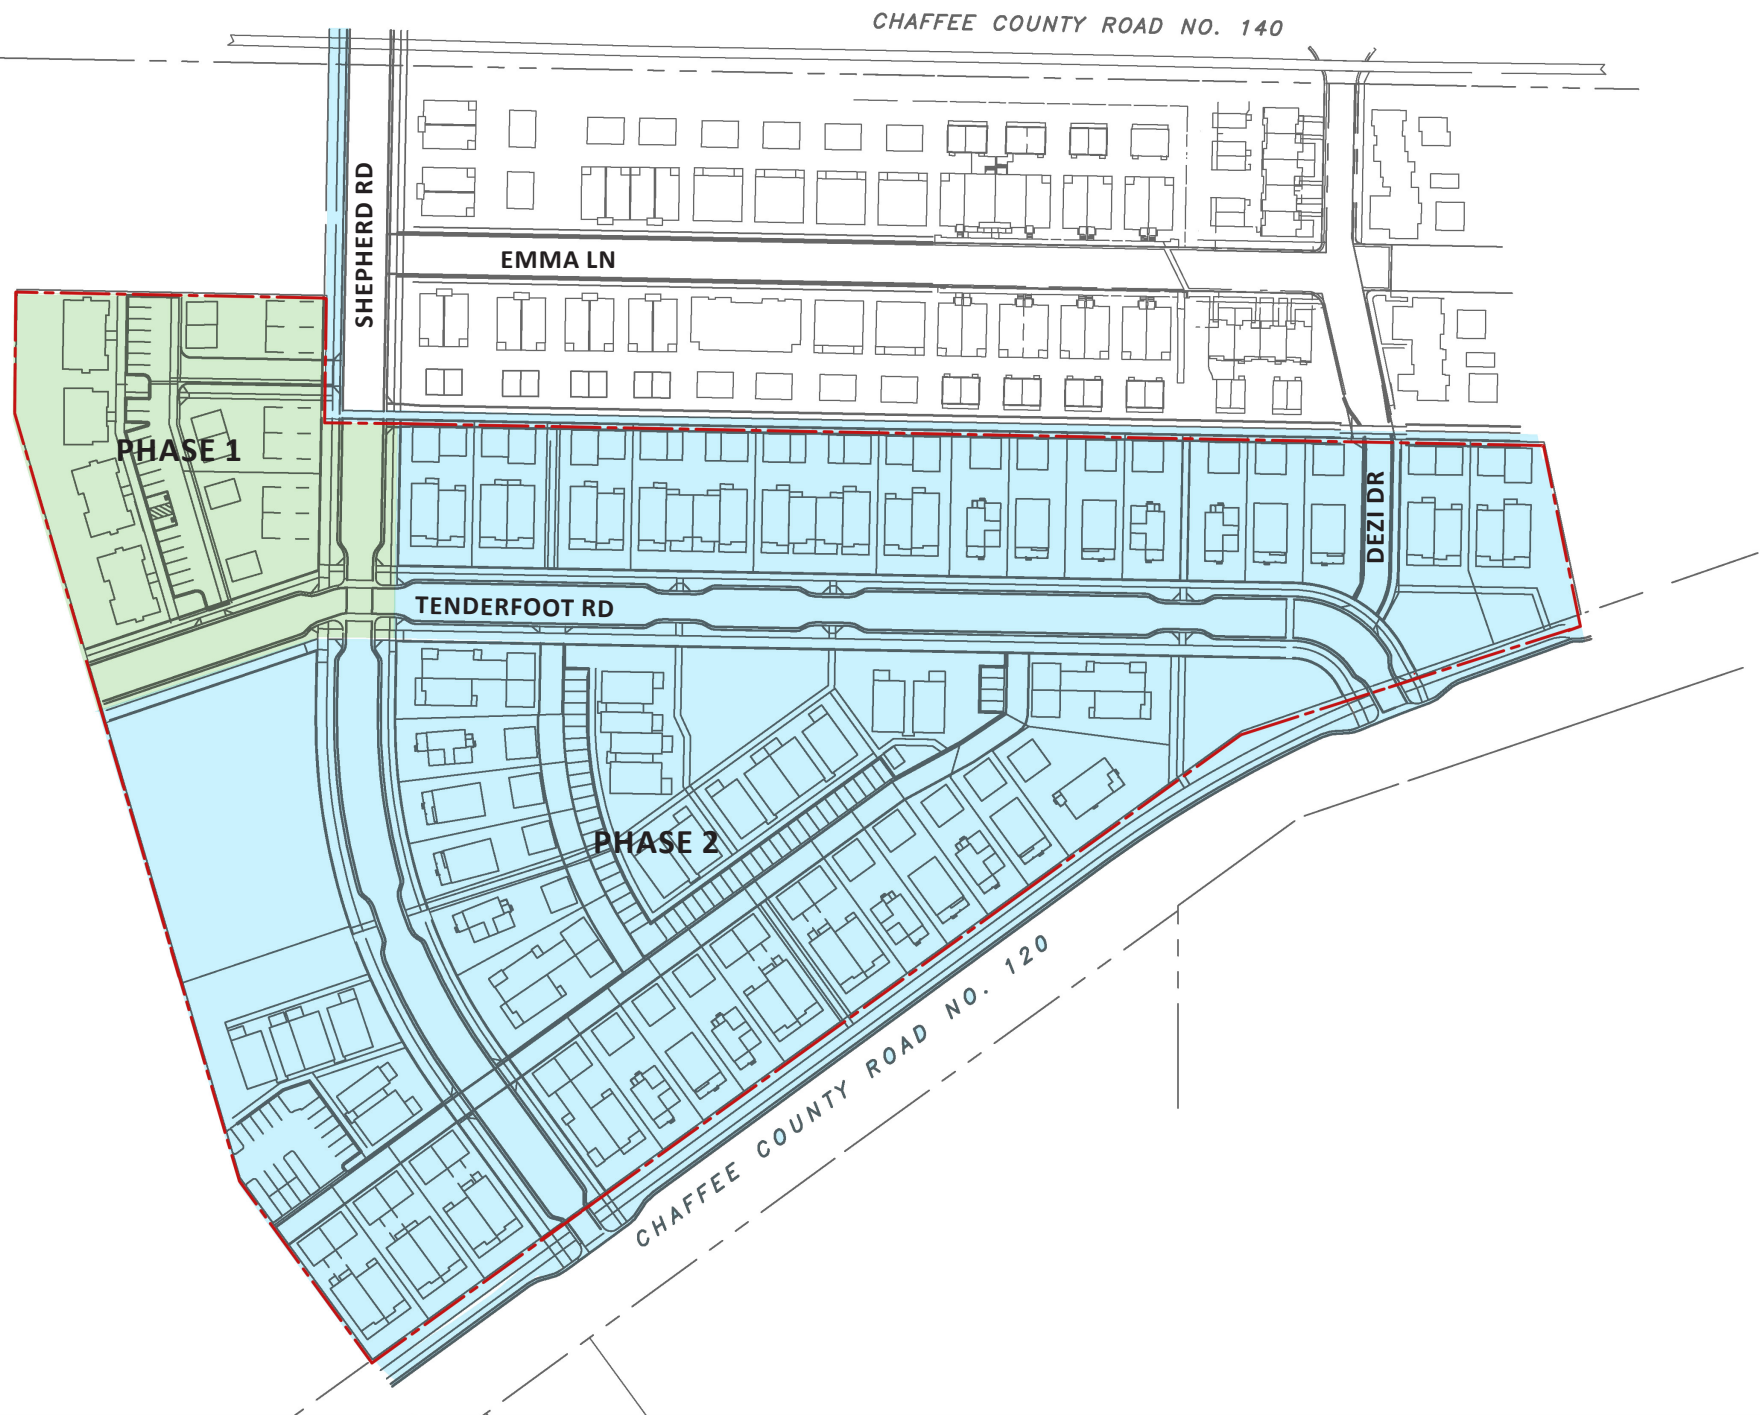 CHAFFEE COUNTY ROAD NO. 140
SHEPHERD RD
EMMA LN
PHASE 1
DEZI DR
TENDERFOOT RD
PHASE 2
CHAFFEE COUNTY ROAD NO. 120